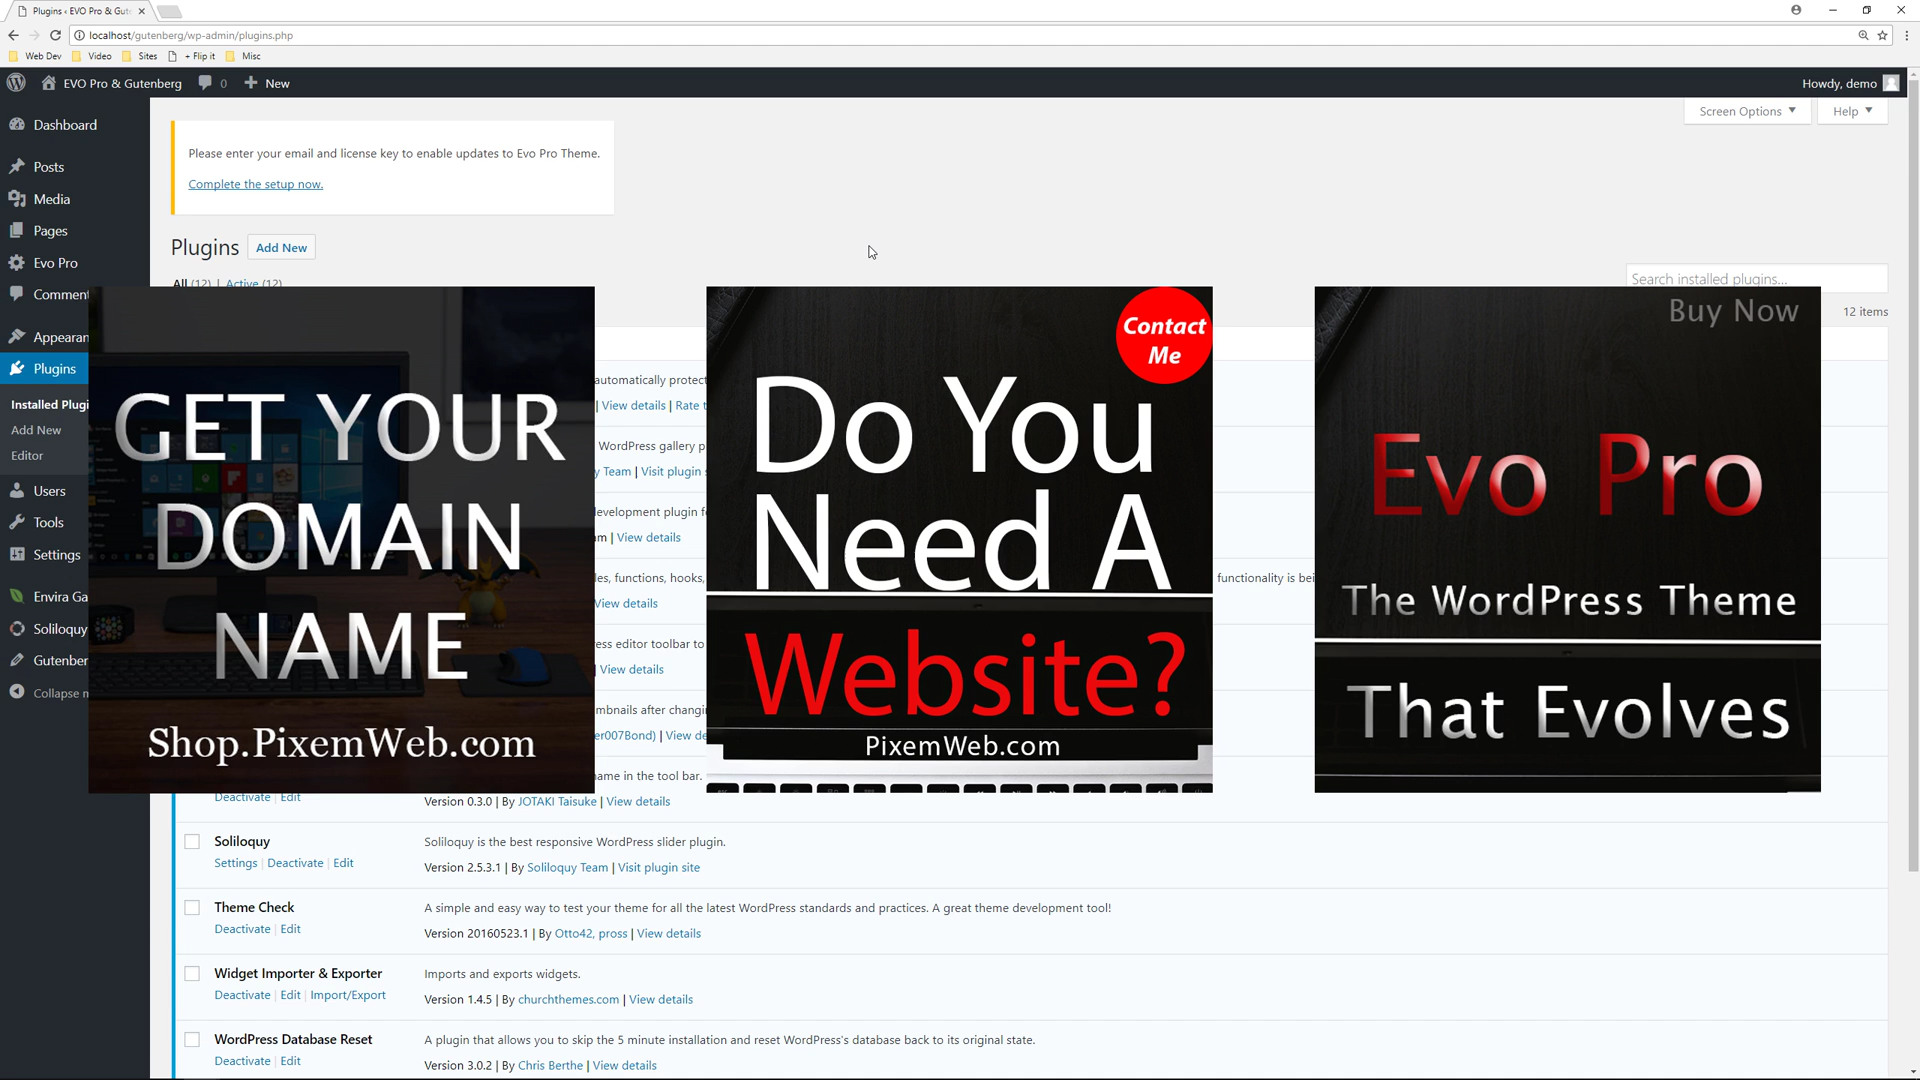 Plugins ‹ EVO Pro & Gute
localhost/gutenberg/wp-admin/plugins.php
Web Dev Video Sites + Flip it Misc
EVO Pro & Gutenberg 0 New
Howdy, demo
Screen Options Help
Dashboard
Posts
Media
Pages
Evo Pro
Comment
Appearan
Plugins
Installed Plugi
Add New
Editor
Users
Tools
Settings
Envira Ga
Soliloquy
Gutenber
Collapse m
Please enter your email and license key to enable updates to Evo Pro Theme.
Complete the setup now.
Plugins Add New
All (12) | Active (12)
Search installed plugins...
12 items
GET YOUR
DOMAIN
NAME
Shop.PixemWeb.com
Contact
Me
Do You
Need A
Website?
PixemWeb.com
Buy Now
Evo Pro
The WordPress Theme
That Evolves
automatically protect
| View details | Rate t
WordPress gallery p
y Team | Visit plugin s
evelopment plugin fo
m | View details
les, functions, hooks,
functionality is bei
View details
ess editor toolbar to
| View details
mbnails after changin
er007Bond) | View de
ame in the tool bar.
Deactivate | Edit
Version 0.3.0 | By JOTAKI Taisuke | View details
Soliloquy
Soliloquy is the best responsive WordPress slider plugin.
Settings | Deactivate | Edit
Version 2.5.3.1 | By Soliloquy Team | Visit plugin site
Theme Check
A simple and easy way to test your theme for all the latest WordPress standards and practices. A great theme development tool!
Deactivate | Edit
Version 20160523.1 | By Otto42, pross | View details
Widget Importer & Exporter
Imports and exports widgets.
Deactivate | Edit | Import/Export
Version 1.4.5 | By churchthemes.com | View details
WordPress Database Reset
A plugin that allows you to skip the 5 minute installation and reset WordPress's database back to its original state.
Deactivate | Edit
Version 3.0.2 | By Chris Berthe | View details